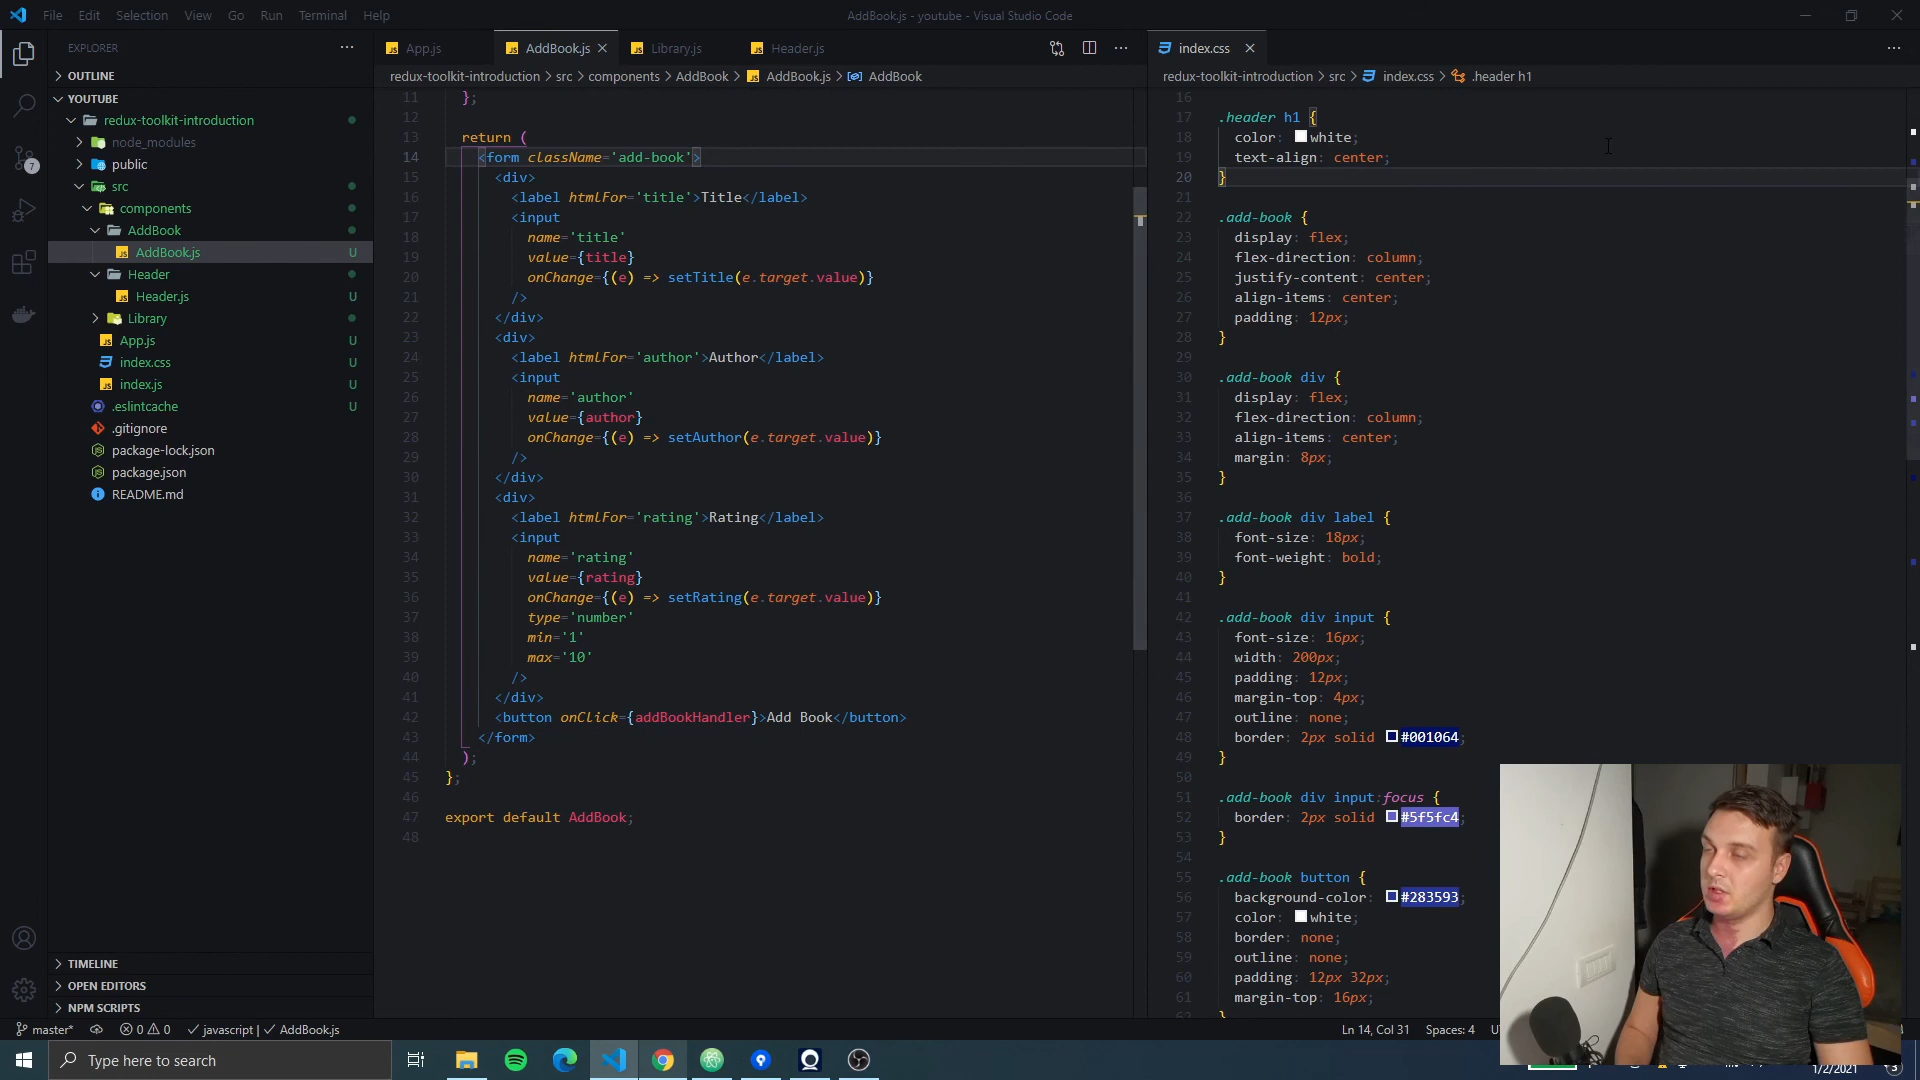 File Edit Selection View Go Run Terminal Help
AddBook.js - youtube - Visual Studio Code
EXPLORER
OUTLINE
YOUTUBE
redux-toolkit-introduction
node_modules
public
src
components
AddBook
AddBook.js U
Header
Header.js U
Library
App.js U
index.css U
index.js U
.eslintcache U
.gitignore
package-lock.json
package.json
README.md
7
TIMELINE
OPEN EDITORS
NPM SCRIPTS
App.js AddBook.js Library.js Header.js
redux-toolkit-introduction > src > components > AddBook > AddBook.js > AddBook
11 };
12
13 return (
14 <form className='add-book'>
15 <div>
16 <label htmlFor='title'>Title</label>
17 <input
18 name='title'
19 value={title}
20 onChange={(e) => setTitle(e.target.value)}
21 />
22 </div>
23 <div>
24 <label htmlFor='author'>Author</label>
25 <input
26 name='author'
27 value={author}
28 onChange={(e) => setAuthor(e.target.value)}
29 />
30 </div>
31 <div>
32 <label htmlFor='rating'>Rating</label>
33 <input
34 name='rating'
35 value={rating}
36 onChange={(e) => setRating(e.target.value)}
37 type='number'
38 min='1'
39 max='10'
40 />
41 </div>
42 <button onClick={addBookHandler}>Add Book</button>
43 </form>
44 );
45 };
46
47 export default AddBook;
48
index.css
redux-toolkit-introduction > src > index.css > .header h1
16
17 .header h1 {
18 color: white;
19 text-align: center;
20 }
21
22 .add-book {
23 display: flex;
24 flex-direction: column;
25 justify-content: center;
26 align-items: center;
27 padding: 12px;
28 }
29
30 .add-book div {
31 display: flex;
32 flex-direction: column;
33 align-items: center;
34 margin: 8px;
35 }
36
37 .add-book div label {
38 font-size: 18px;
39 font-weight: bold;
40 }
41
42 .add-book div input {
43 font-size: 16px;
44 width: 200px;
45 padding: 12px;
46 margin-top: 4px;
47 outline: none;
48 border: 2px solid #001064;
49 }
50
51 .add-book div input:focus {
52 border: 2px solid #5f5fc4;
53 }
54
55 .add-book button {
56 background-color: #283593;
57 color: white;
58 border: none;
59 outline: none;
60 padding: 12px 32px;
61 margin-top: 16px;
62 }
master* 0 0 javascript | AddBook.js
Ln 14, Col 31 Spaces: 4
Type here to search
1/2/2021
3